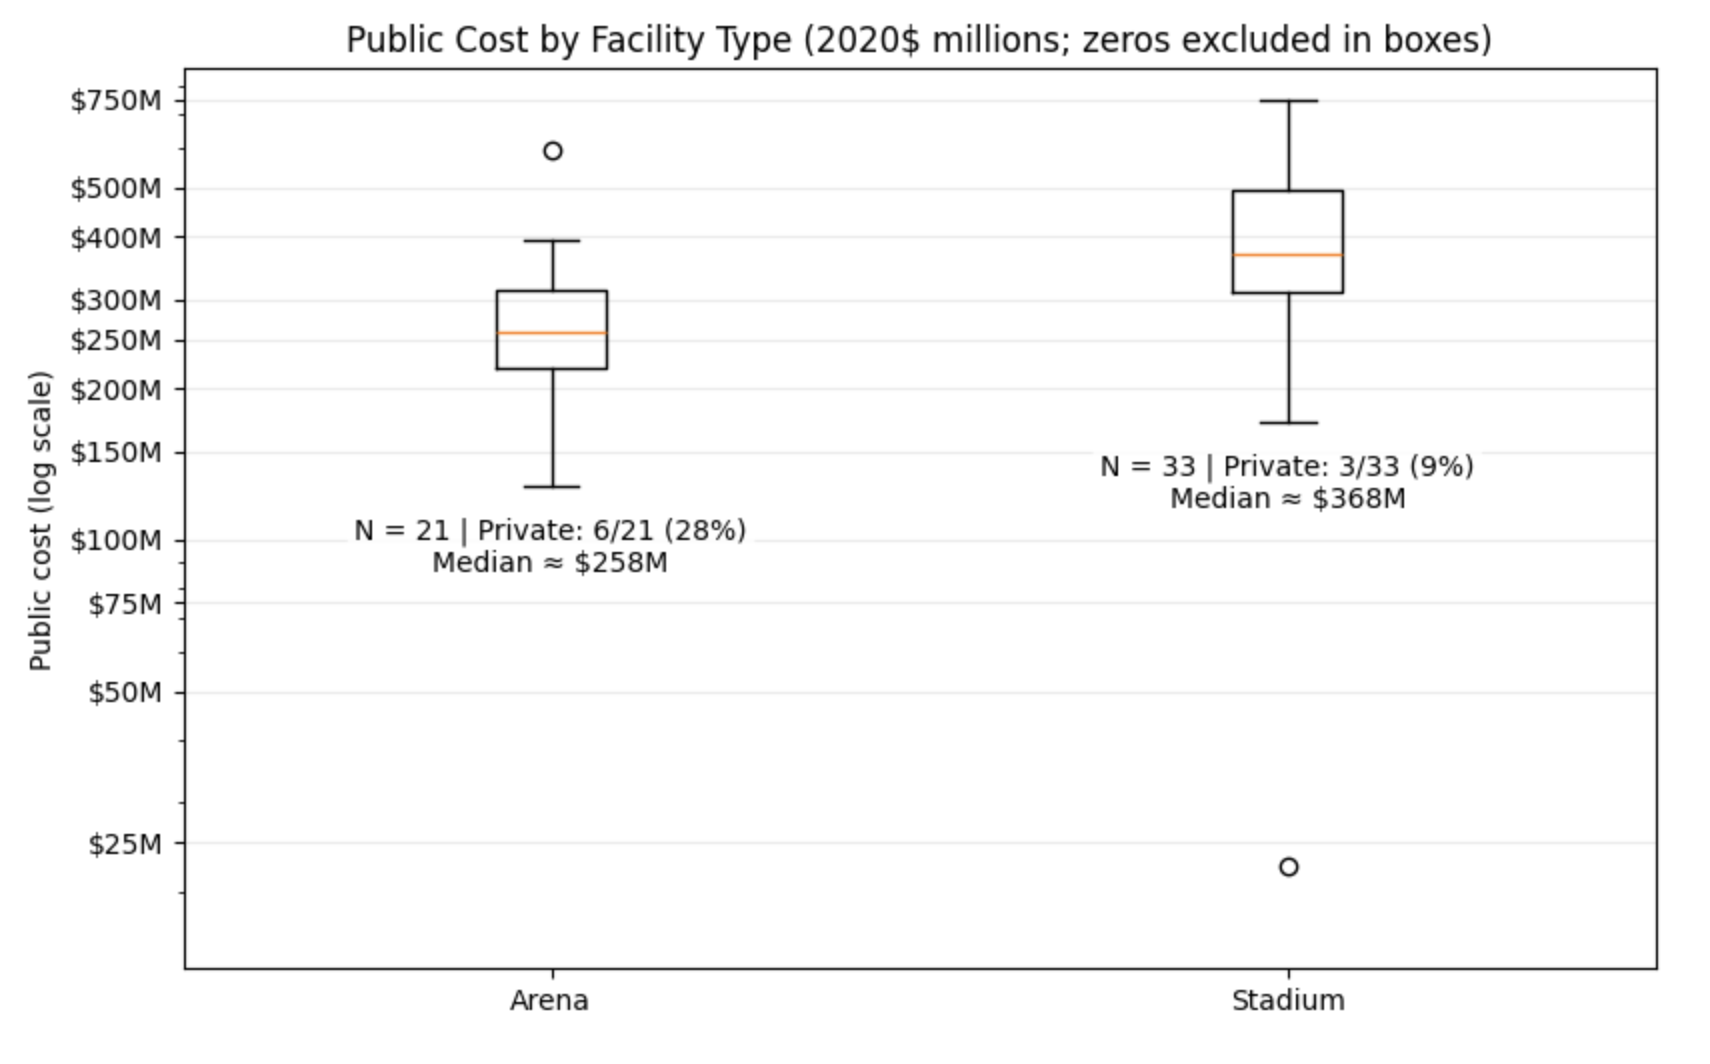 Public Cost by Facility Type (2020$ millions; zeros excluded in boxes)
Public cost (log scale)
$750M
$500M
$400M
$300M
$250M
$200M
$150M
$100M
$75M
$50M
$25M
N = 21 | Private: 6/21 (28%)
Median ≈ $258M
N = 33 | Private: 3/33 (9%)
Median ≈ $368M
Arena
Stadium